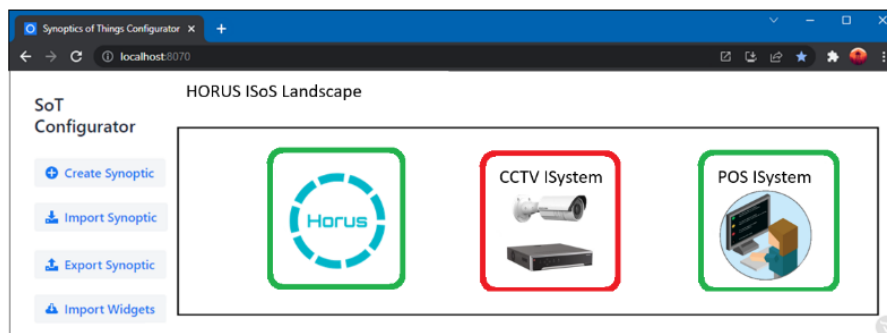 Synoptics of Things Configurator
localhost:8070
SoT
Configurator
Create Synoptic
Import Synoptic
Export Synoptic
Import Widgets
HORUS ISoS Landscape
Horus
CCTV ISystem
POS ISystem